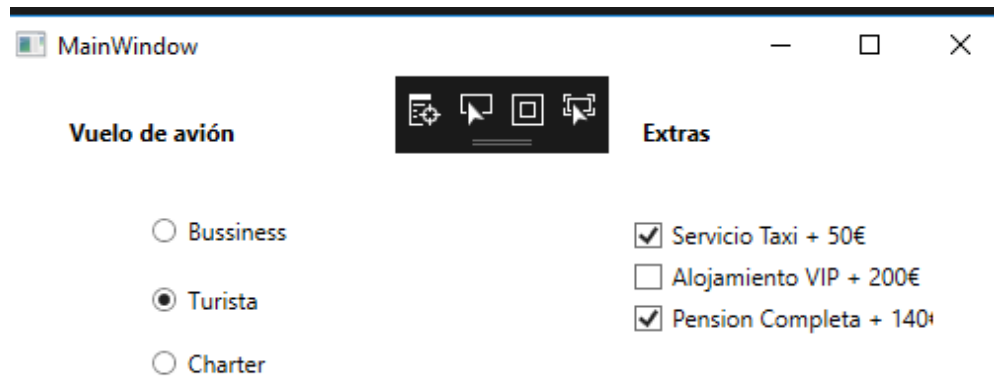 MainWindow
Vuelo de avión
Extras
Bussiness
Turista
Charter
Servicio Taxi + 50€
Alojamiento VIP + 200€
Pension Completa + 140€